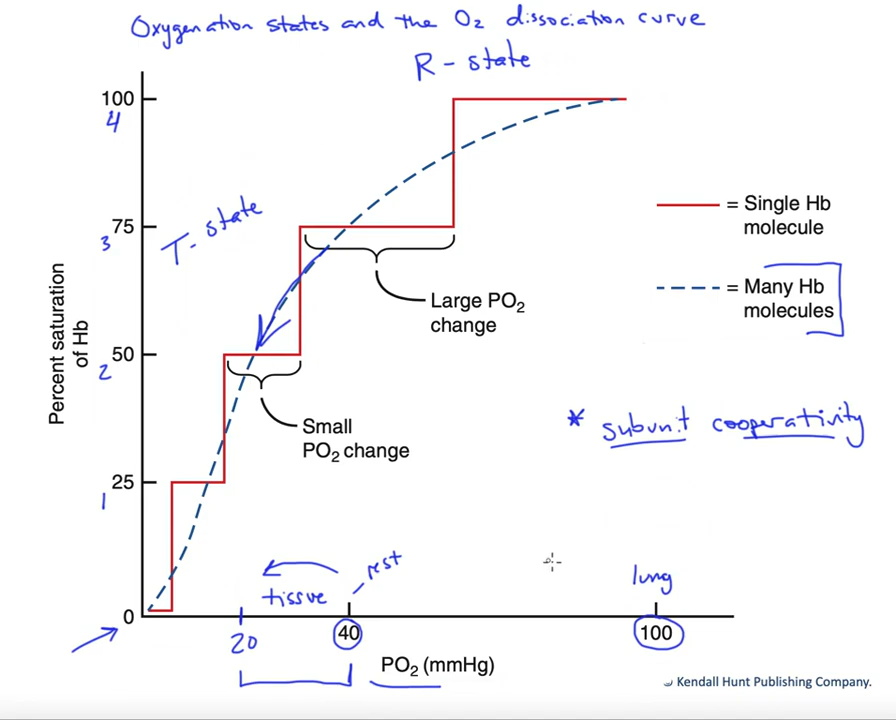 Oxygenation states and the O₂ dissociation curve
R-state
100
4
T-state
75
3
= Single Hb
molecule
= Many Hb
molecules
Large PO₂
change
Percent saturation
of Hb
50
2
* subunit cooperativity
Small
PO₂ change
25
1
rest
tissue
lung
0
20
40
100
PO₂ (mmHg)
Kendall Hunt Publishing Company.